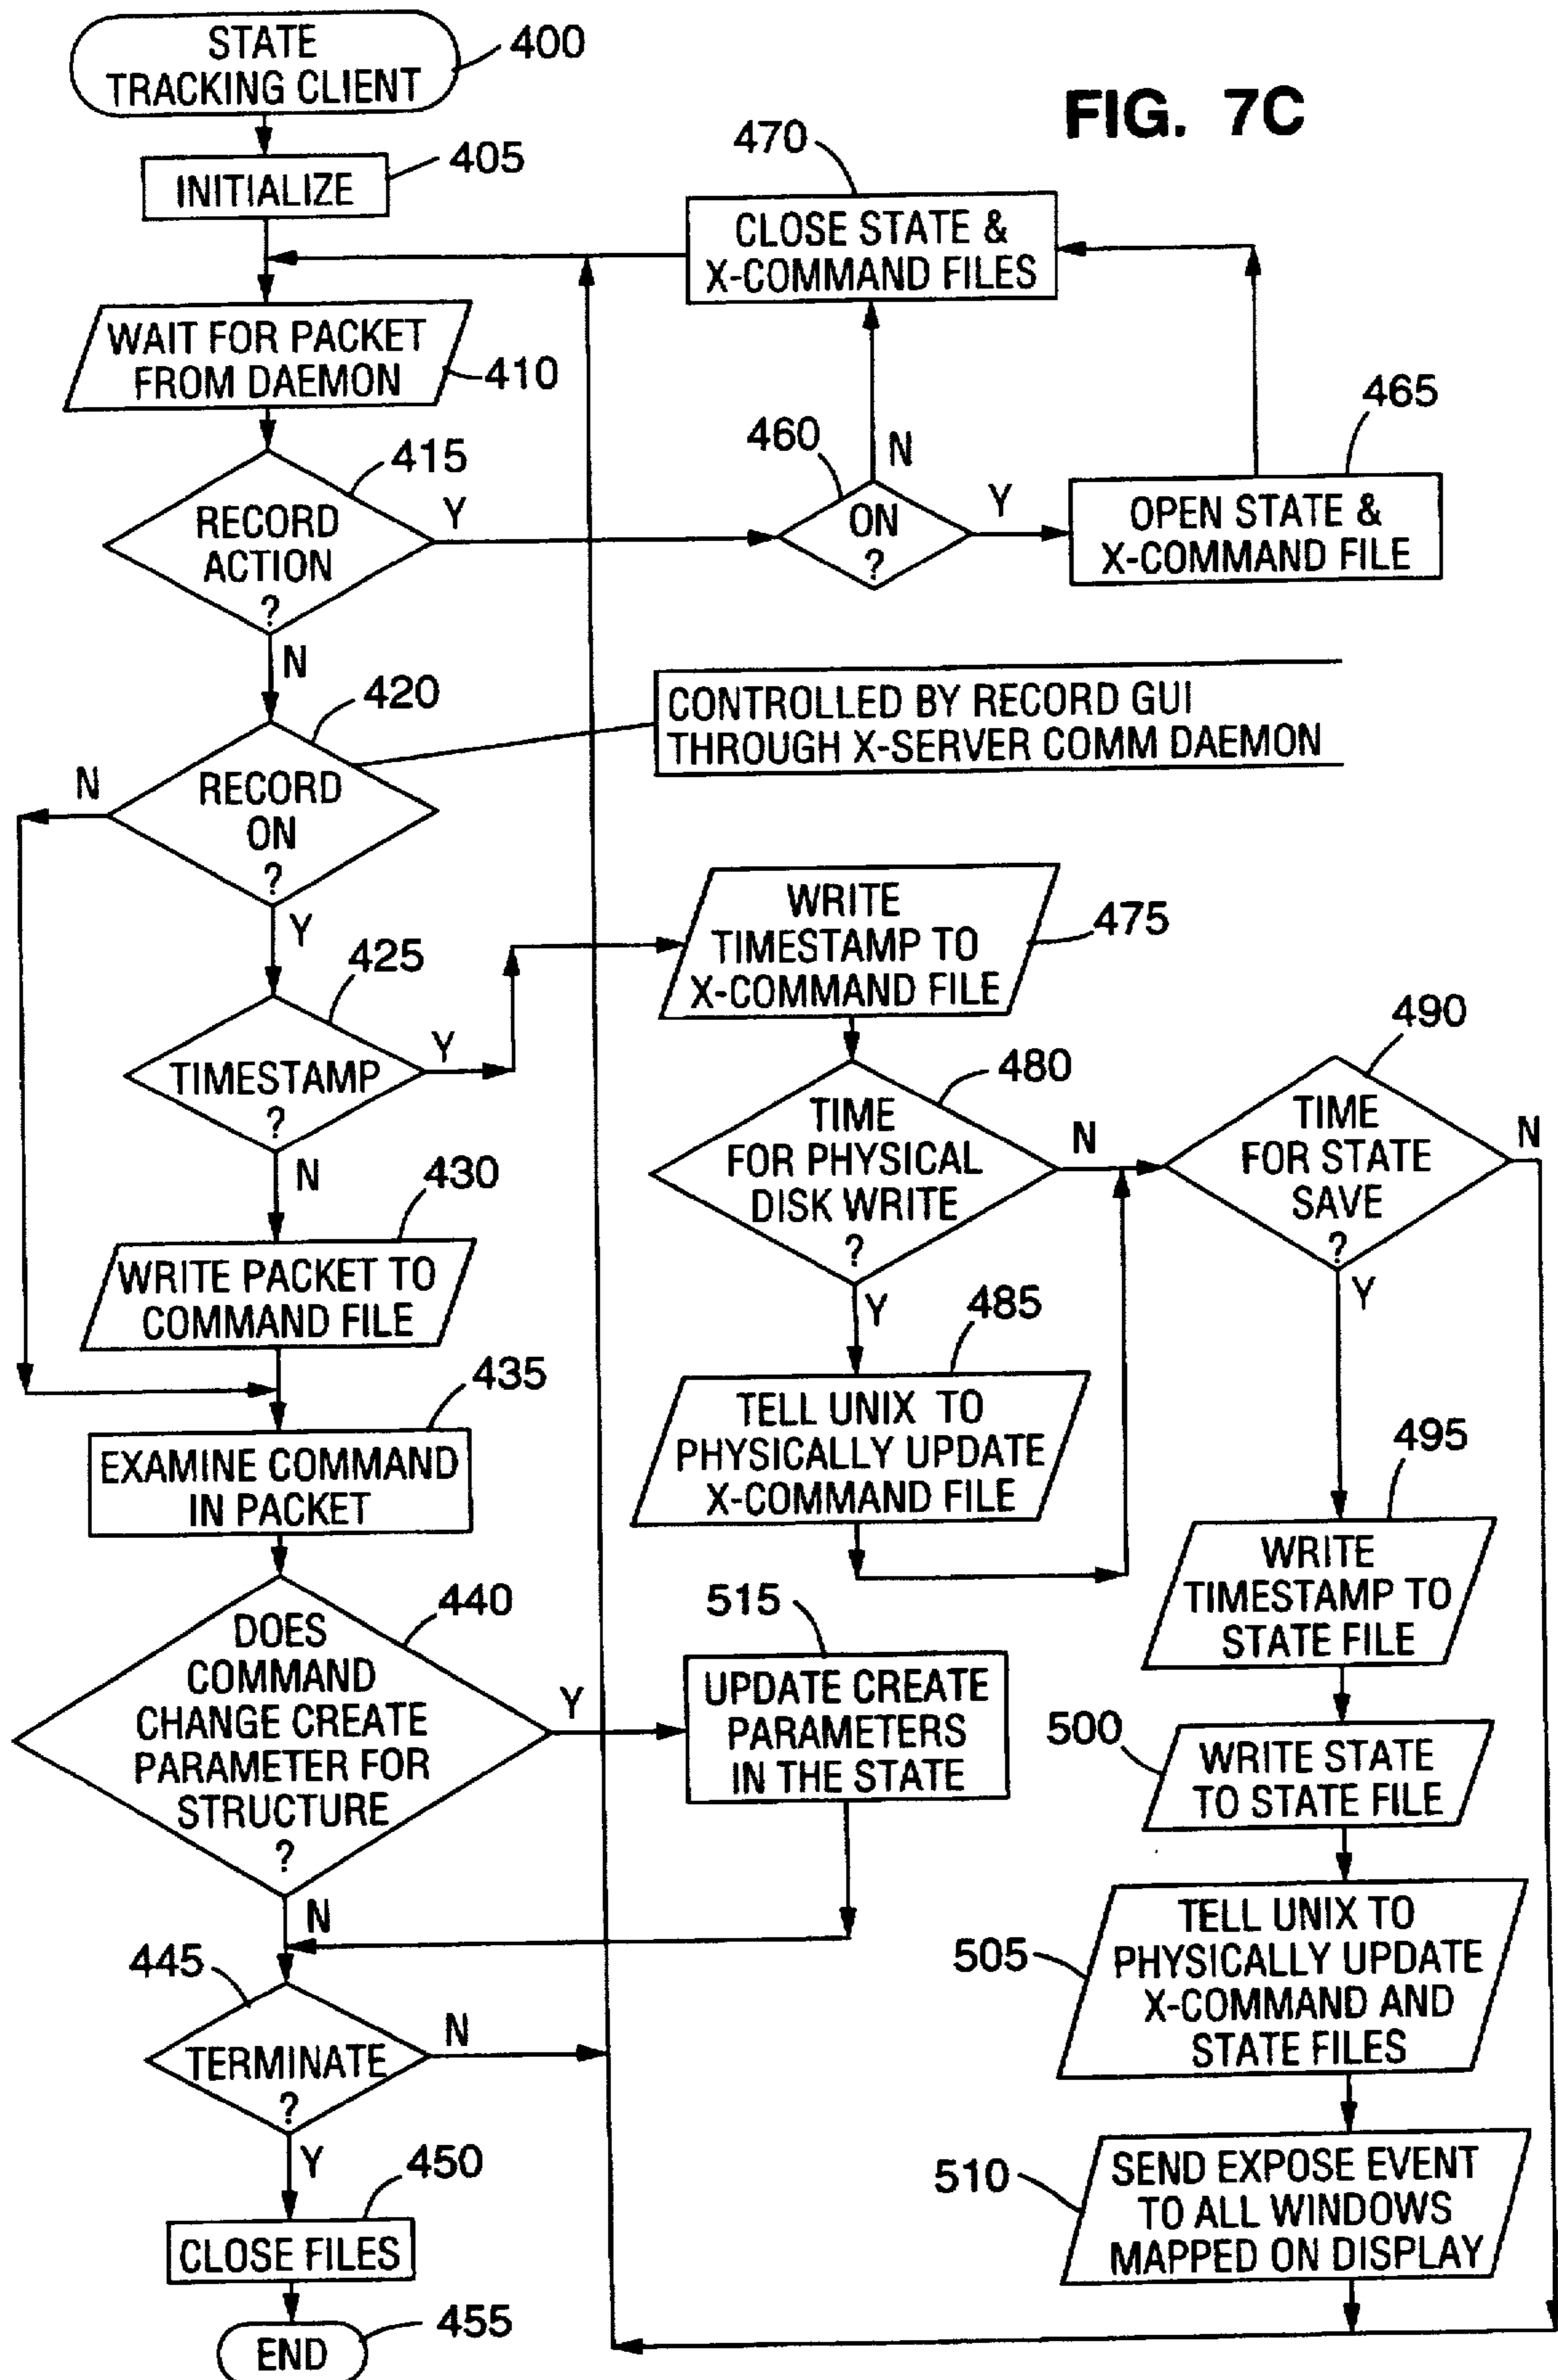 STATE
TRACKING CLIENT
400
FIG. 7C
INITIALIZE
405
470
CLOSE STATE &
X-COMMAND FILES
WAIT FOR PACKET
FROM DAEMON
410
415
RECORD
ACTION
?
Y
N
460
ON
?
N
Y
465
OPEN STATE &
X-COMMAND FILE
420
RECORD
ON
?
N
Y
CONTROLLED BY RECORD GUI
THROUGH X-SERVER COMM DAEMON
425
TIMESTAMP
?
Y
N
WRITE
TIMESTAMP TO
X-COMMAND FILE
475
480
TIME
FOR PHYSICAL
DISK WRITE
?
N
Y
490
TIME
FOR STATE
SAVE
?
N
Y
430
WRITE PACKET TO
COMMAND FILE
485
TELL UNIX TO
PHYSICALLY UPDATE
X-COMMAND FILE
435
EXAMINE COMMAND
IN PACKET
495
WRITE
TIMESTAMP TO
STATE FILE
440
DOES
COMMAND
CHANGE CREATE
PARAMETER FOR
STRUCTURE
?
Y
N
515
UPDATE CREATE
PARAMETERS
IN THE STATE
500
WRITE STATE
TO STATE FILE
505
TELL UNIX TO
PHYSICALLY UPDATE
X-COMMAND AND
STATE FILES
445
TERMINATE
?
N
Y
510
SEND EXPOSE EVENT
TO ALL WINDOWS
MAPPED ON DISPLAY
450
CLOSE FILES
455
END